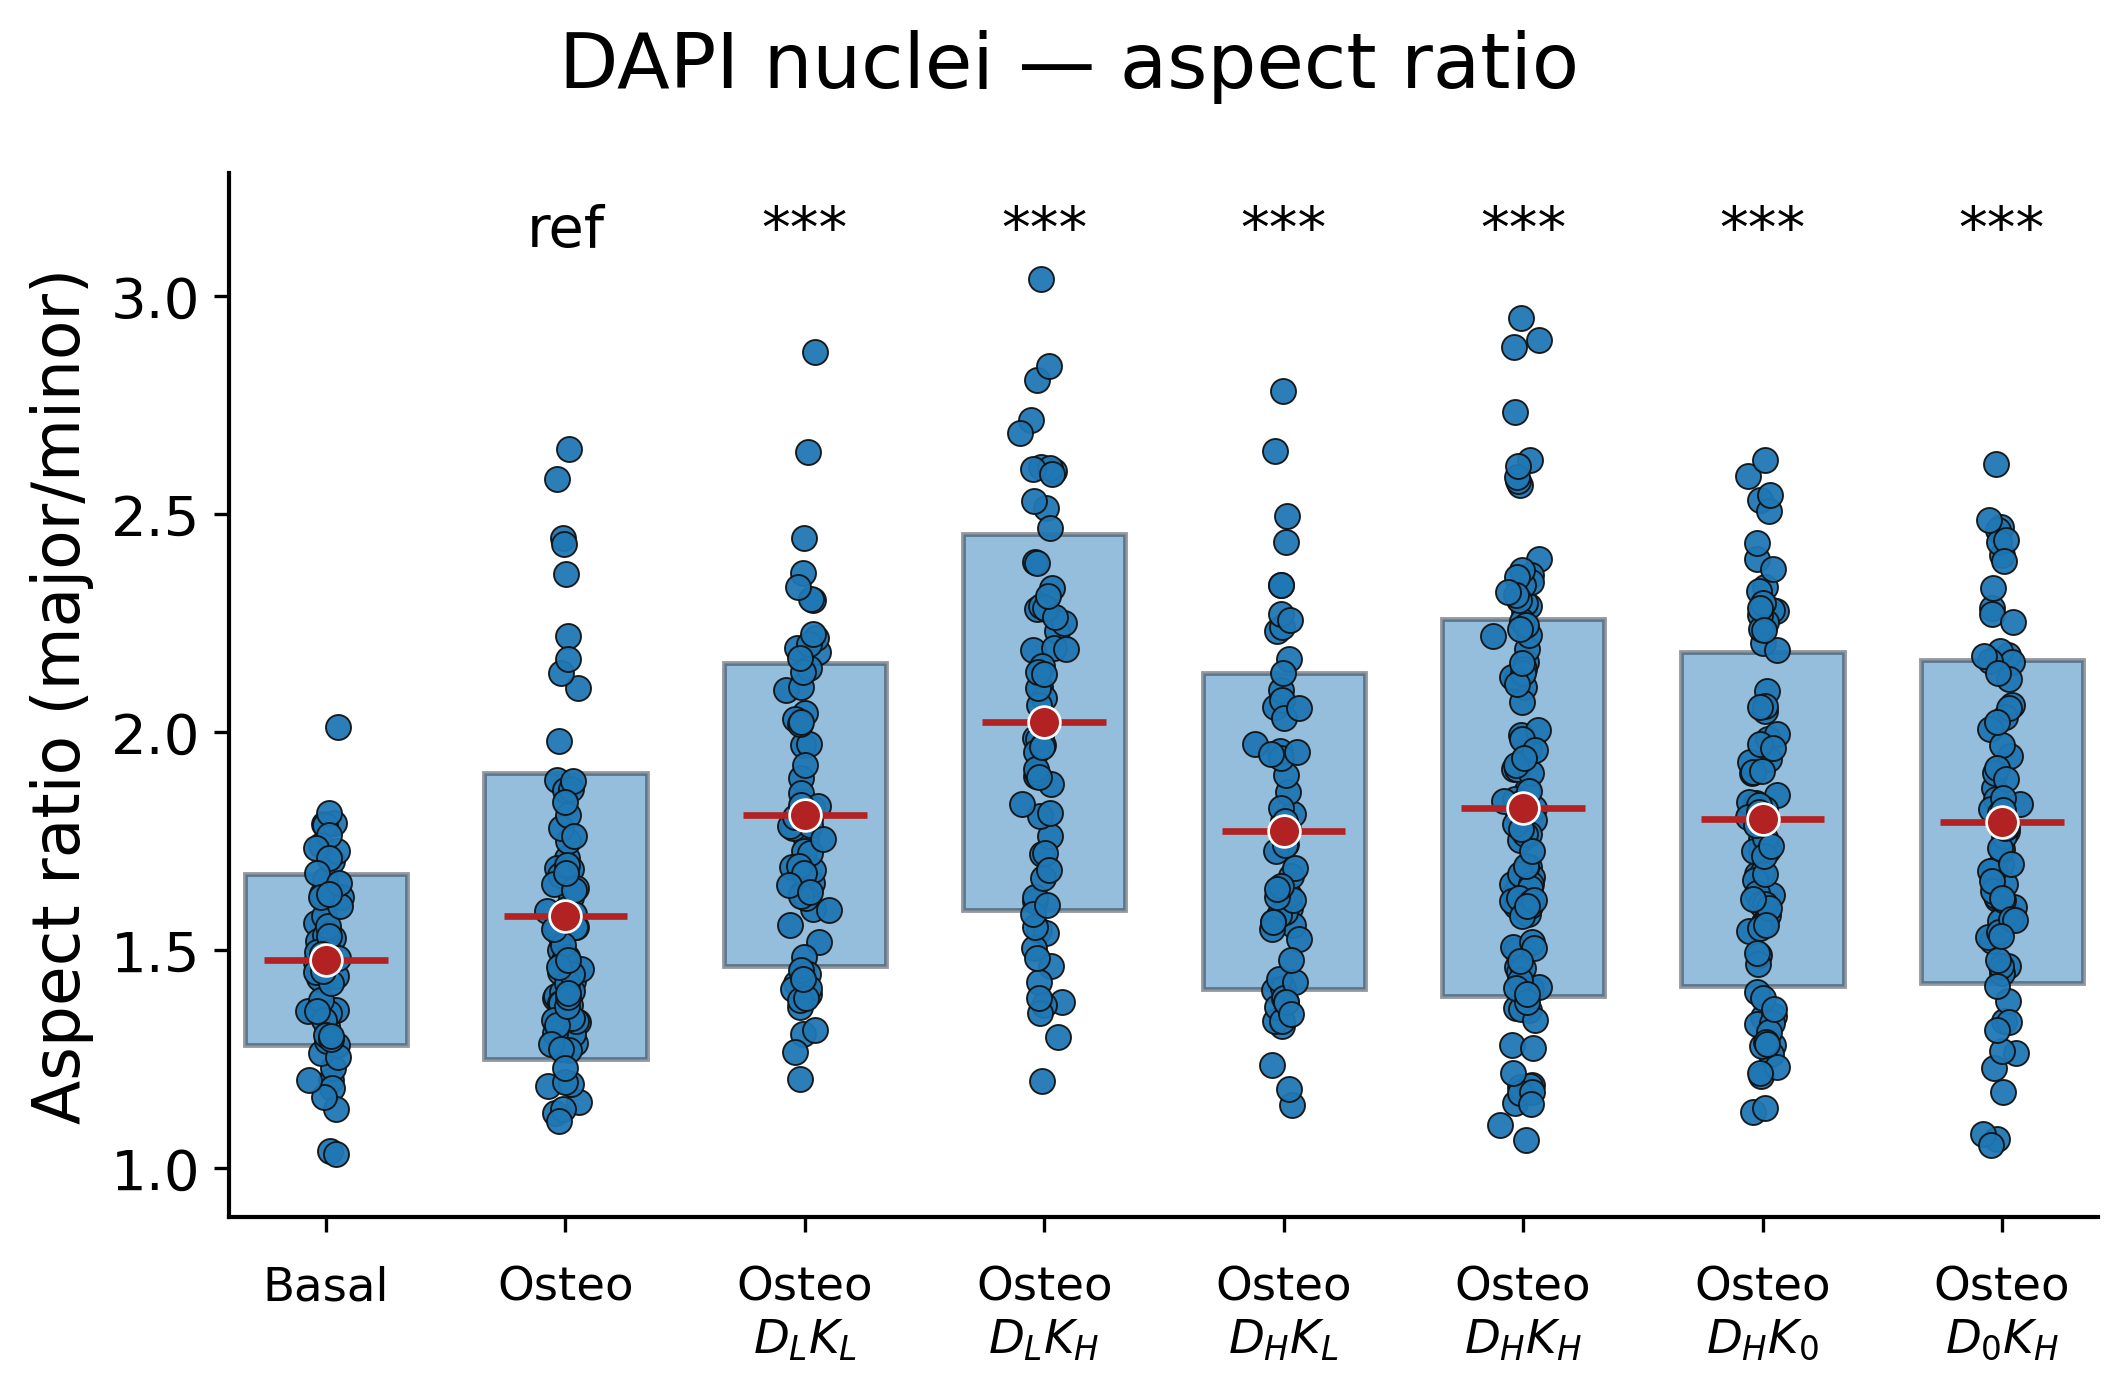 DAPI nuclei — aspect ratio
ref *** *** *** *** *** ***
Aspect ratio (major/minor)
3.0
2.5
2.0
1.5
1.0
Basal Osteo Osteo Osteo Osteo Osteo Osteo Osteo
D_LK_L D_LK_H D_HK_L D_HK_H D_HK_0 D_0K_H